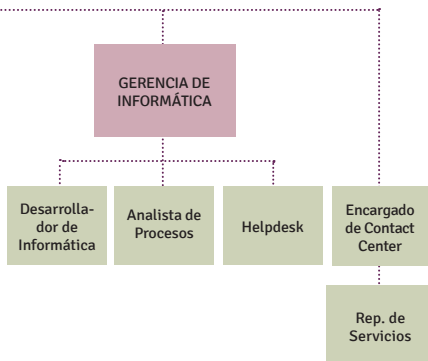 GERENCIA DE
INFORMÁTICA
Desarrolla-
dor de
Informática
Analista de
Procesos
Helpdesk
Encargado
de Contact
Center
Rep. de
Servicios